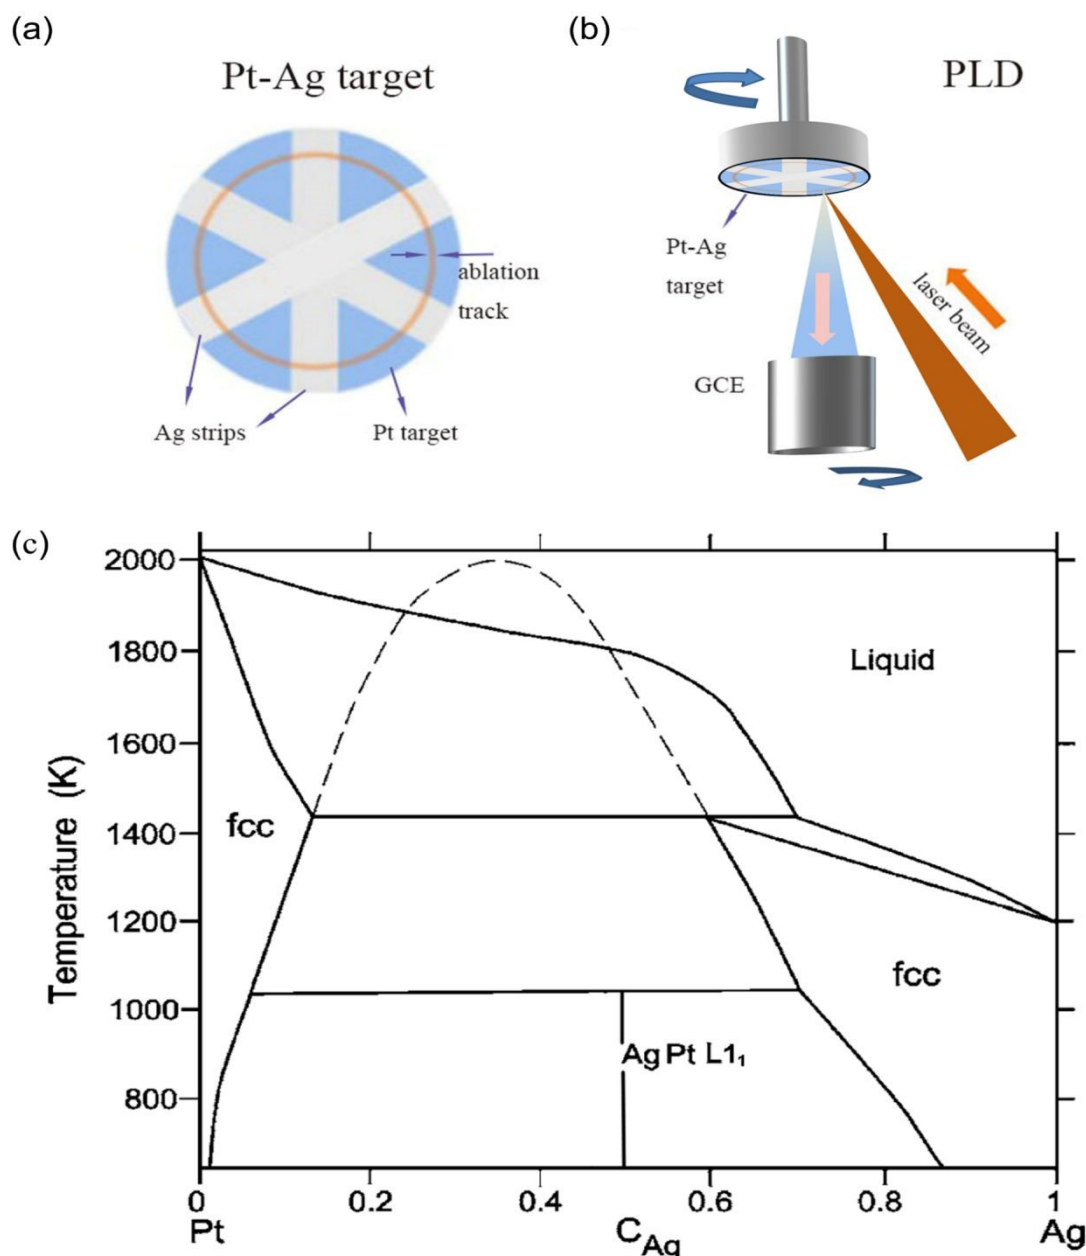 (a)
Pt-Ag target
ablation
track
Ag strips
Pt target
(b)
PLD
Pt-Ag
target
laser beam
GCE
(c)
2000
1800
1600
1400
1200
1000
800
Temperature (K)
Liquid
fcc
fcc
Ag Pt L1₁
0 0.2 0.4 0.6 0.8 1
Pt C_Ag Ag